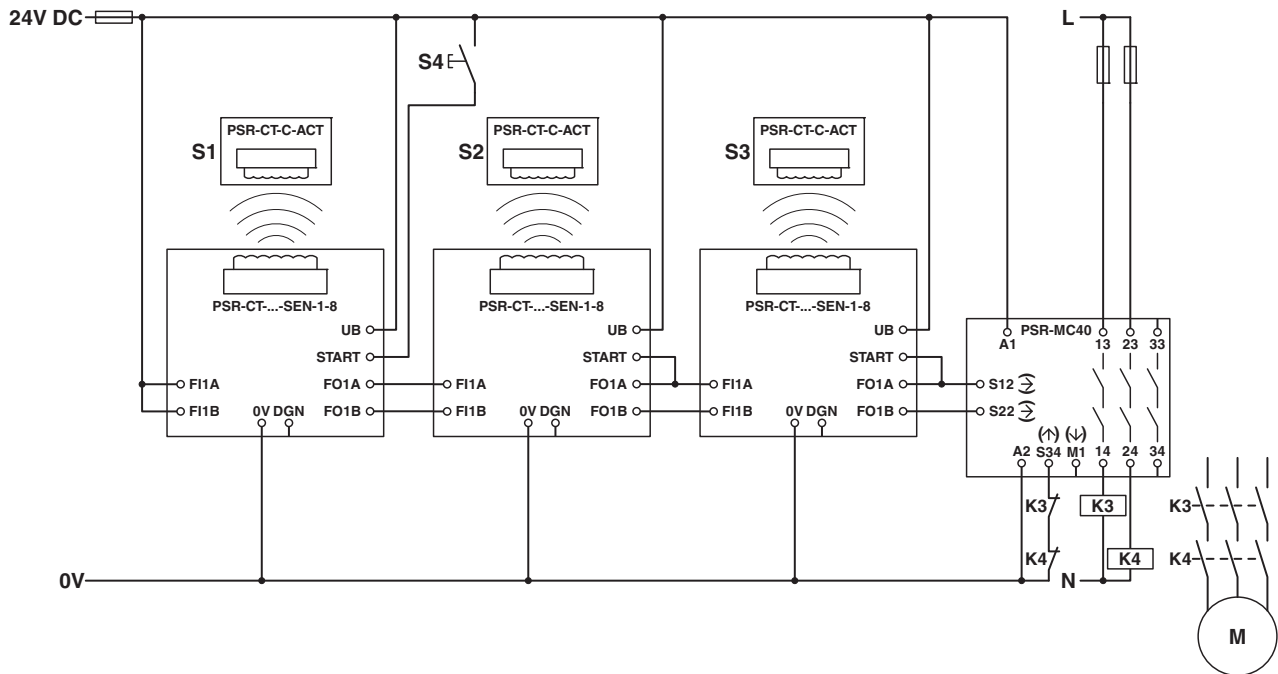 24V DC
L
S4
PSR-CT-C-ACT
PSR-CT-C-ACT
PSR-CT-C-ACT
S1
S2
S3
PSR-CT-...-SEN-1-8
PSR-CT-...-SEN-1-8
PSR-CT-...-SEN-1-8
UB
UB
UB
PSR-MC40
A1
13
23
33
START
START
START
FI1A
FO1A
FI1A
FO1A
FI1A
FO1A
S12
FI1B
0V DGN
FO1B
FI1B
0V DGN
FO1B
FI1B
0V DGN
FO1B
S22
A2
S34
M1
14
24
34
K3
K3
K3
K4
K4
K4
0V
N
M